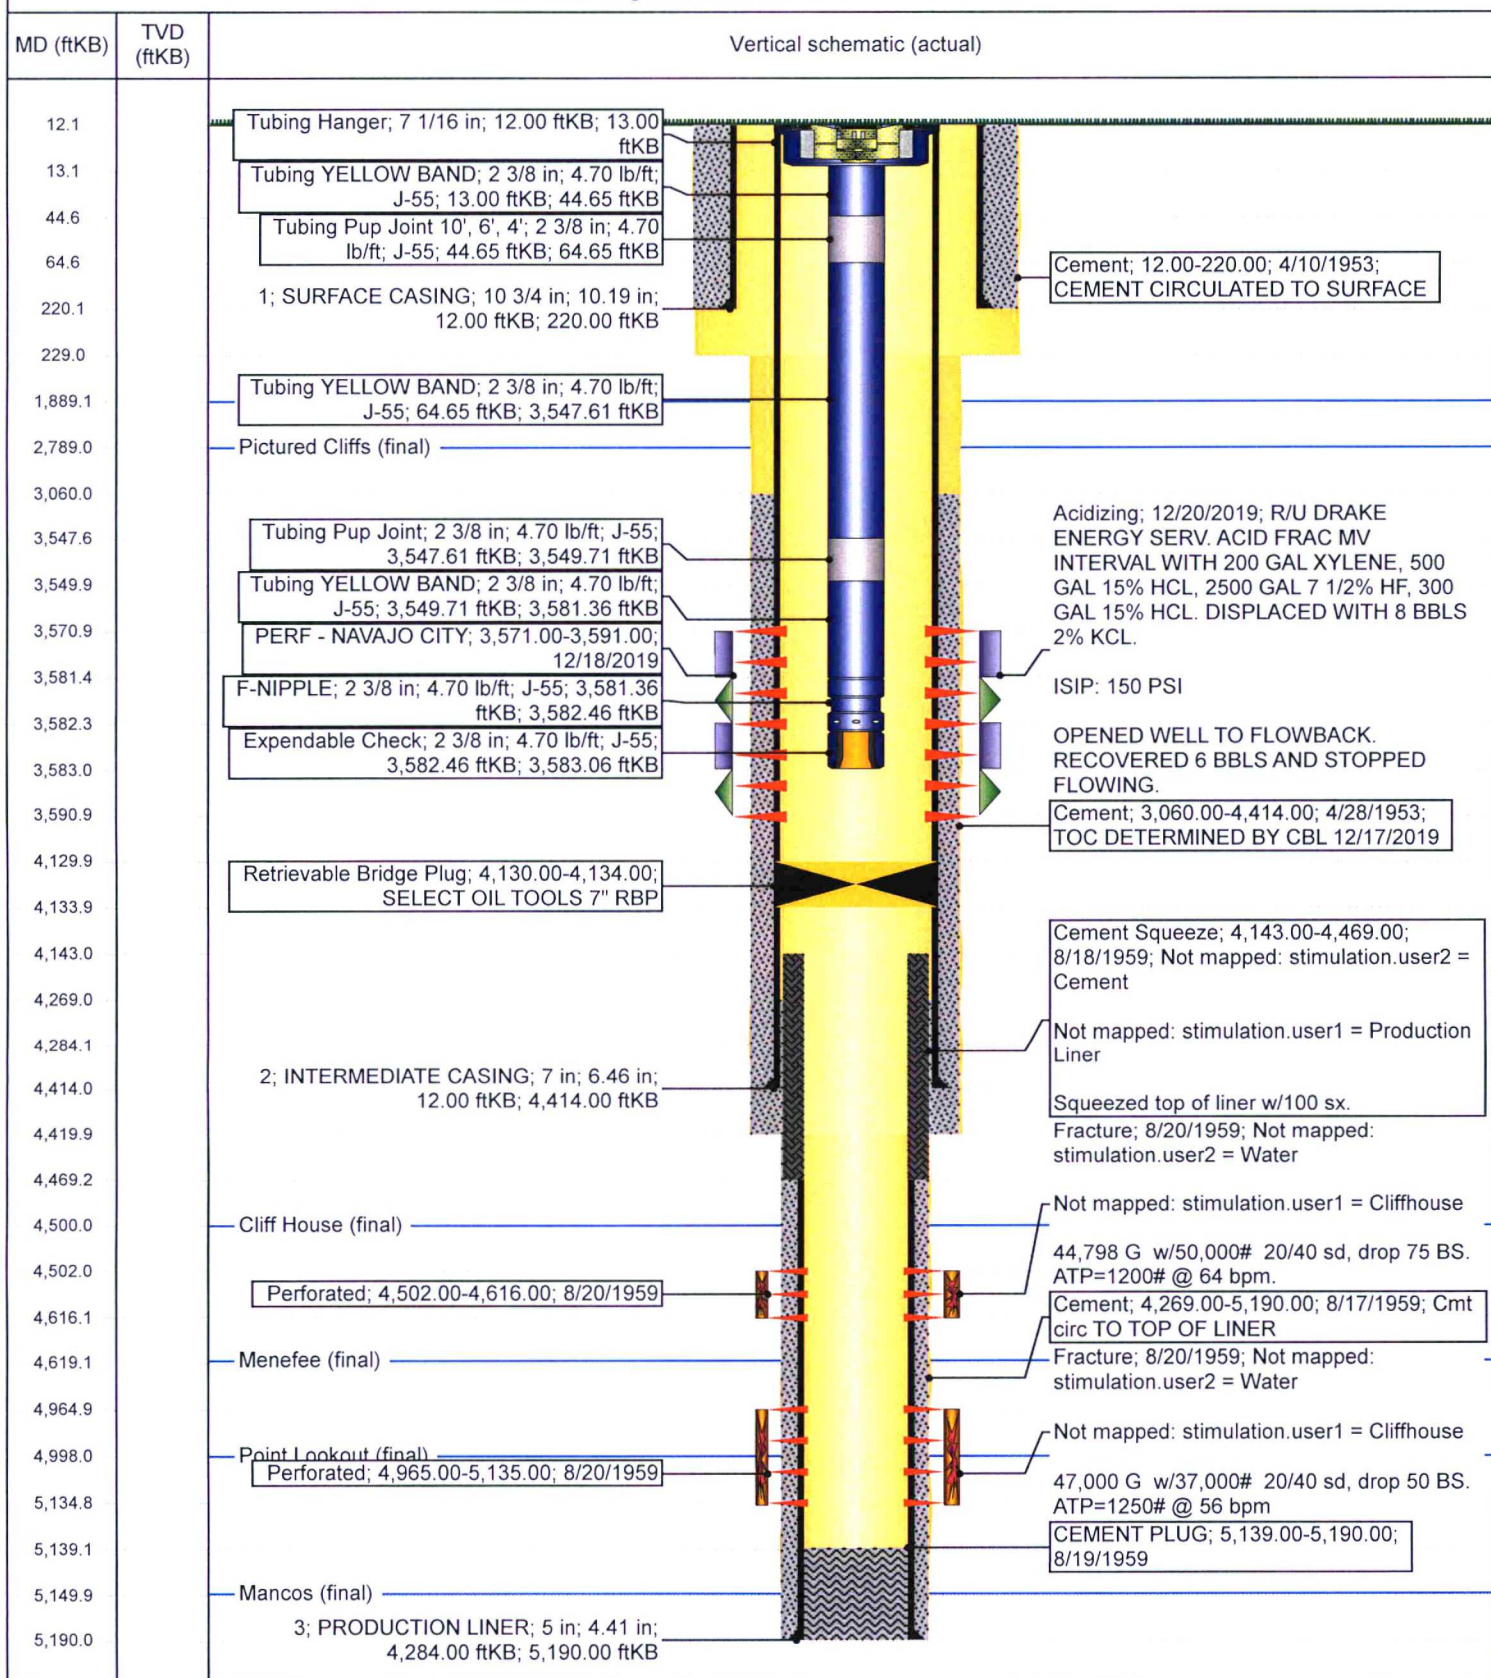 MD (ftKB)
TVD
(ftKB)
Vertical schematic (actual)
12.1
13.1
44.6
64.6
220.1
229.0
1,889.1
2,789.0
3,060.0
3,547.6
3,549.9
3,570.9
3,581.4
3,582.3
3,583.0
3,590.9
4,129.9
4,133.9
4,143.0
4,269.0
4,284.1
4,414.0
4,419.9
4,469.2
4,500.0
4,502.0
4,616.1
4,619.1
4,964.9
4,998.0
5,134.8
5,139.1
5,149.9
5,190.0
Tubing Hanger; 7 1/16 in; 12.00 ftKB; 13.00
ftKB
Tubing YELLOW BAND; 2 3/8 in; 4.70 lb/ft;
J-55; 13.00 ftKB; 44.65 ftKB
Tubing Pup Joint 10', 6', 4'; 2 3/8 in; 4.70
lb/ft; J-55; 44.65 ftKB; 64.65 ftKB
1; SURFACE CASING; 10 3/4 in; 10.19 in;
12.00 ftKB; 220.00 ftKB
Tubing YELLOW BAND; 2 3/8 in; 4.70 lb/ft;
J-55; 64.65 ftKB; 3,547.61 ftKB
Pictured Cliffs (final)
Tubing Pup Joint; 2 3/8 in; 4.70 lb/ft; J-55;
3,547.61 ftKB; 3,549.71 ftKB
Tubing YELLOW BAND; 2 3/8 in; 4.70 lb/ft;
J-55; 3,549.71 ftKB; 3,581.36 ftKB
PERF - NAVAJO CITY; 3,571.00-3,591.00;
12/18/2019
F-NIPPLE; 2 3/8 in; 4.70 lb/ft; J-55; 3,581.36
ftKB; 3,582.46 ftKB
Expendable Check; 2 3/8 in; 4.70 lb/ft; J-55;
3,582.46 ftKB; 3,583.06 ftKB
Retrievable Bridge Plug; 4,130.00-4,134.00;
SELECT OIL TOOLS 7" RBP
2; INTERMEDIATE CASING; 7 in; 6.46 in;
12.00 ftKB; 4,414.00 ftKB
Cliff House (final)
Perforated; 4,502.00-4,616.00; 8/20/1959
Menefee (final)
Point Lookout (final)
Perforated; 4,965.00-5,135.00; 8/20/1959
Mancos (final)
3; PRODUCTION LINER; 5 in; 4.41 in;
4,284.00 ftKB; 5,190.00 ftKB
Cement; 12.00-220.00; 4/10/1953;
CEMENT CIRCULATED TO SURFACE
Acidizing; 12/20/2019; R/U DRAKE
ENERGY SERV. ACID FRAC MV
INTERVAL WITH 200 GAL XYLENE, 500
GAL 15% HCL, 2500 GAL 7 1/2% HF, 300
GAL 15% HCL. DISPLACED WITH 8 BBLS
2% KCL.
ISIP: 150 PSI
OPENED WELL TO FLOWBACK.
RECOVERED 6 BBLS AND STOPPED
FLOWING.
Cement; 3,060.00-4,414.00; 4/28/1953;
TOC DETERMINED BY CBL 12/17/2019
Cement Squeeze; 4,143.00-4,469.00;
8/18/1959; Not mapped: stimulation.user2 =
Cement
Not mapped: stimulation.user1 = Production
Liner
Squeezed top of liner w/100 sx.
Fracture; 8/20/1959; Not mapped:
stimulation.user2 = Water
Not mapped: stimulation.user1 = Cliffhouse
44,798 G w/50,000# 20/40 sd, drop 75 BS.
ATP=1200# @ 64 bpm.
Cement; 4,269.00-5,190.00; 8/17/1959; Cmt
circ TO TOP OF LINER
Fracture; 8/20/1959; Not mapped:
stimulation.user2 = Water
Not mapped: stimulation.user1 = Cliffhouse
47,000 G w/37,000# 20/40 sd, drop 50 BS.
ATP=1250# @ 56 bpm
CEMENT PLUG; 5,139.00-5,190.00;
8/19/1959